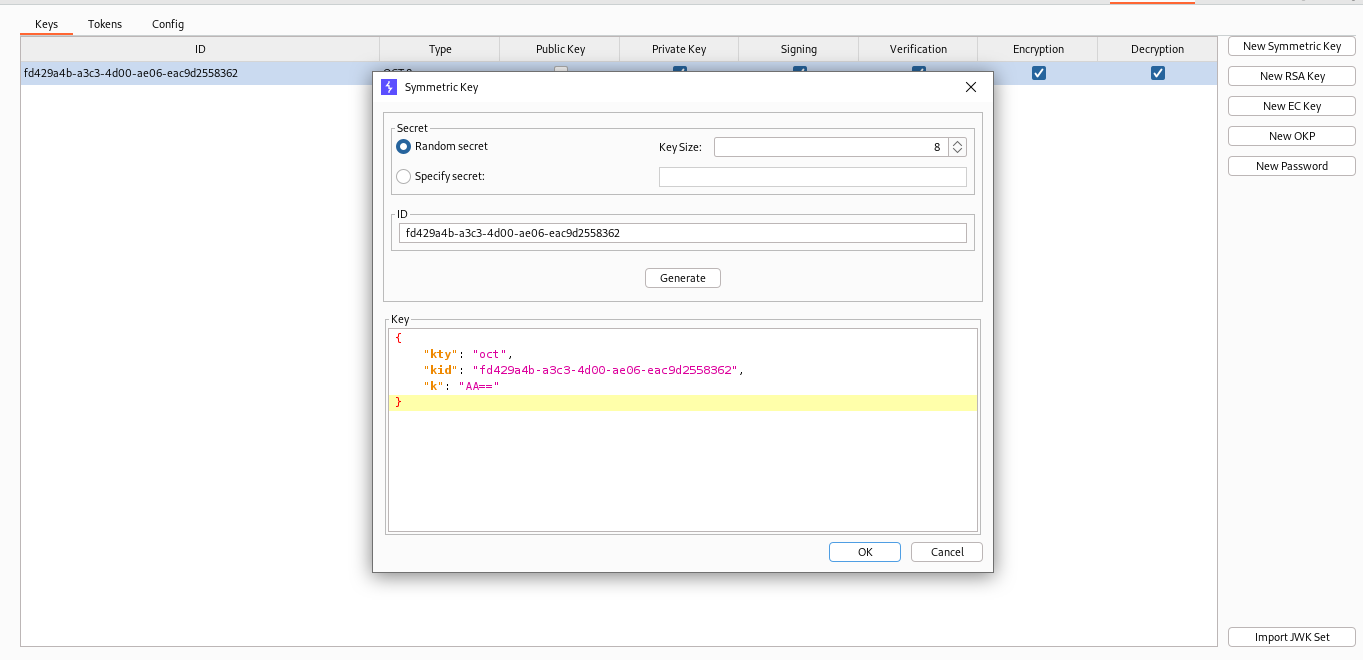 Keys Tokens Config
ID Type Public Key Private Key Signing Verification Encryption Decryption
New Symmetric Key
fd429a4b-a3c3-4d00-ae06-eac9d2558362
New RSA Key
New EC Key
New OKP
New Password
Symmetric Key
Secret
Random secret Key Size: 8
Specify secret:
ID
fd429a4b-a3c3-4d00-ae06-eac9d2558362
Generate
Key
{
"kty": "oct",
"kid": "fd429a4b-a3c3-4d00-ae06-eac9d2558362",
"k": "AA=="
}
OK Cancel
Import JWK Set